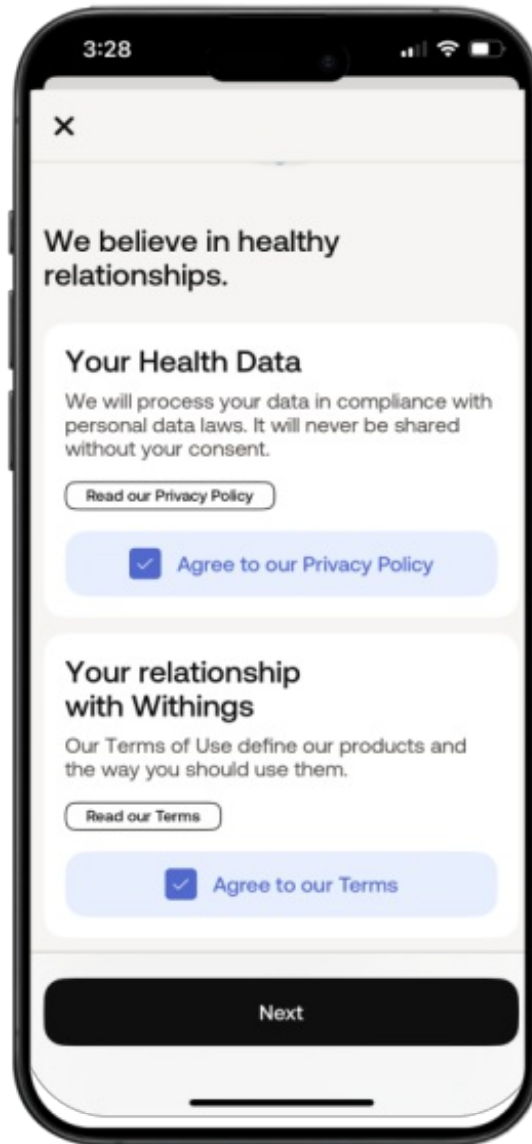 3:28
We believe in healthy
relationships.
Your Health Data
We will process your data in compliance with
personal data laws. It will never be shared
without your consent.
Read our Privacy Policy
Agree to our Privacy Policy
Your relationship
with Withings
Our Terms of Use define our products and
the way you should use them.
Read our Terms
Agree to our Terms
Next